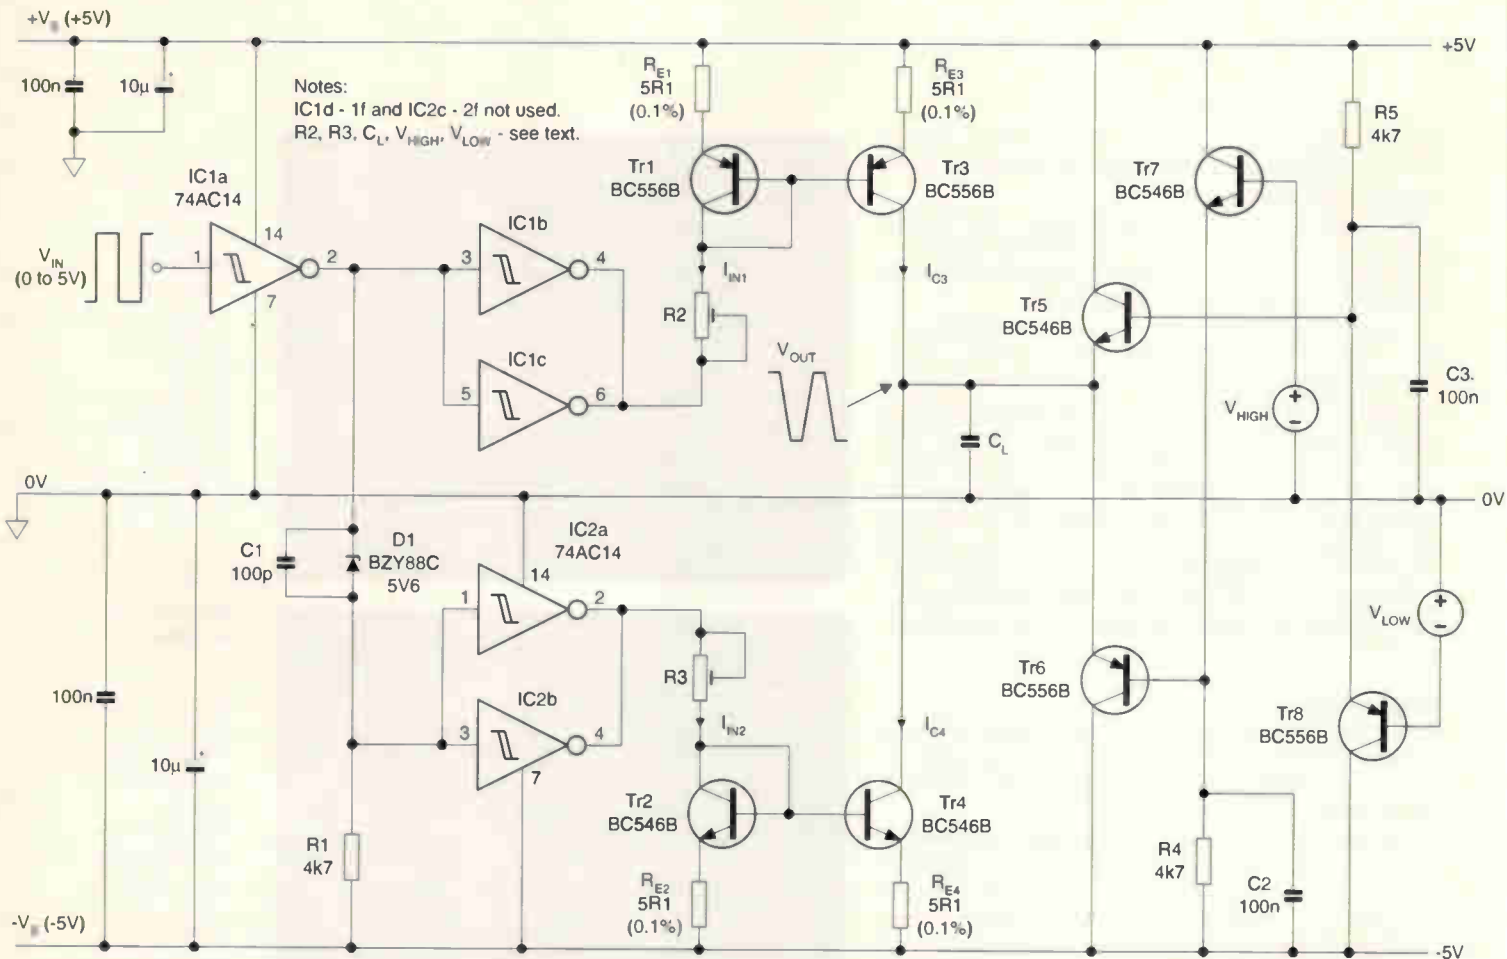 +V (+5V)
+5V
100n
10µ
+
Notes:
IC1d - 1f and IC2c - 2f not used.
R2, R3, CL, VHIGH, VLOW - see text.
RE1
5R1
(0.1%)
RE3
5R1
(0.1%)
R5
4k7
IC1a
74AC14
Tr1
BC556B
Tr3
BC556B
Tr7
BC546B
VIN
(0 to 5V)
1
14
2
7
IC1b
3
4
IIN1
IC3
R2
Tr5
BC546B
IC1c
5
6
VOUT
VHIGH
+
-
C3.
100n
CL
0V
0V
C1
100p
D1
BZY88C
5V6
IC2a
74AC14
14
1
2
VLOW
+
-
100n
R3
Tr6
BC556B
IC2b
3
4
7
IIN2
IC4
Tr8
BC556B
10µ
+
Tr2
BC546B
Tr4
BC546B
R1
4k7
RE2
5R1
(0.1%)
RE4
5R1
(0.1%)
R4
4k7
C2
100n
-V (-5V)
-5V